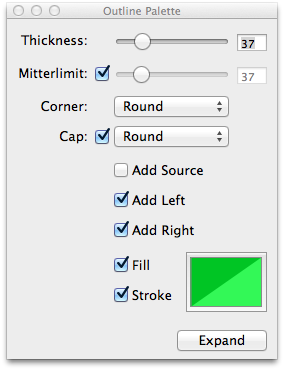 Outline Palette
Thickness: 37
Mitterlimit: 37
Corner: Round
Cap: Round
Add Source
Add Left
Add Right
Fill
Stroke
Expand